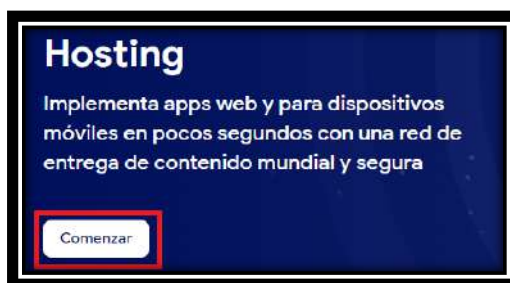 Hosting
Implementa apps web y para dispositivos
móviles en pocos segundos con una red de
entrega de contenido mundial y segura
Comenzar